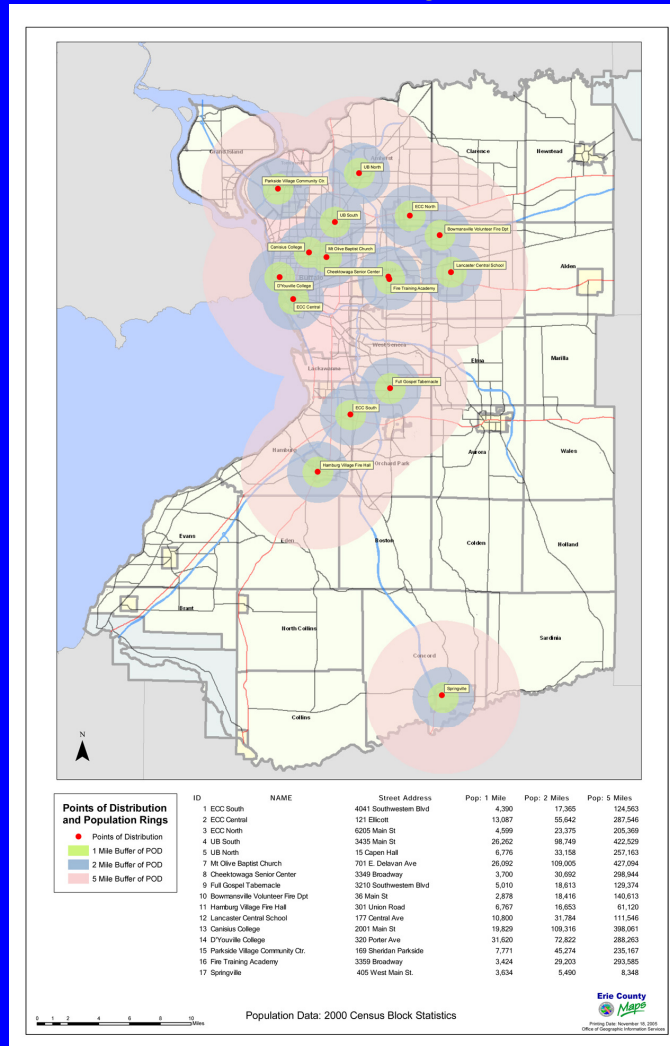 Grand Island
Amherst
Clarence
Newstead
UB North
Parkside Village Community Ctr.
ECC North
UB South
Bowmansville Volunteer Fire Dpt
Canisius College
Mt Olive Baptist Church
Lancaster Central School
Cheektowaga Senior Center
Alden
D'Youville College
Fire Training Academy
ECC Central
West Seneca
Elma
Marilla
Lackawanna
Full Gospel Tabernacle
ECC South
Hamburg
Aurora
Wales
Orchard Park
Hamburg Village Fire Hall
Evans
Eden
Boston
Colden
Holland
Brant
North Collins
Sardinia
Concord
Springville
Collins
N
Points of Distribution
and Population Rings
Points of Distribution
1 Mile Buffer of POD
2 Mile Buffer of POD
5 Mile Buffer of POD
ID NAME Street Address Pop: 1 Mile Pop: 2 Miles Pop: 5 Miles
1 ECC South 4041 Southwestern Blvd 4,390 17,365 124,563
2 ECC Central 121 Ellicott 13,087 55,642 287,546
3 ECC North 6205 Main St 4,599 23,375 205,369
4 UB South 3435 Main St 26,262 98,749 422,529
5 UB North 15 Capen Hall 6,776 33,158 257,163
7 Mt Olive Baptist Church 701 E. Delavan Ave 26,092 109,005 427,094
8 Cheektowaga Senior Center 3349 Broadway 3,700 30,692 298,944
9 Full Gospel Tabernacle 3210 Southwestern Blvd 5,010 18,613 129,374
10 Bowmansville Volunteer Fire Dpt 36 Main St 2,878 18,416 140,613
11 Hamburg Village Fire Hall 301 Union Road 6,767 16,653 61,120
12 Lancaster Central School 177 Central Ave 10,800 31,784 111,546
13 Canisius College 2001 Main St 19,829 109,316 398,061
14 D'Youville College 320 Porter Ave 31,620 72,822 288,263
15 Parkside Village Community Ctr. 169 Sheridan Parkside 7,771 45,274 235,167
16 Fire Training Academy 3359 Broadway 3,424 29,203 293,585
17 Springville 405 West Main St. 3,634 5,490 8,348
0 1 2 4 6 8 10 Miles
Population Data: 2000 Census Block Statistics
Erie County
Maps
Printing Date: November 18, 2005
Office of Geographic Information Services